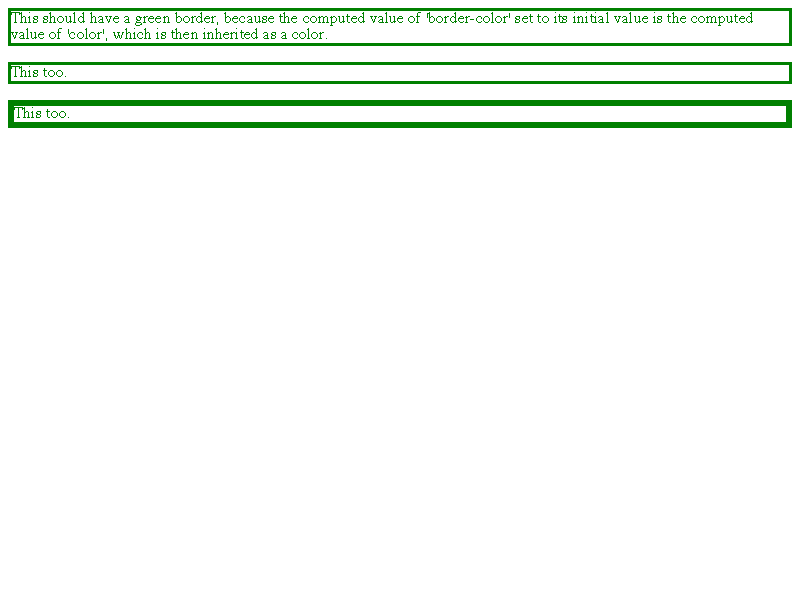 This should have a green border, because the computed value of 'border-color' set to its initial value is the computed
value of 'color', which is then inherited as a color.
This too.
This too.